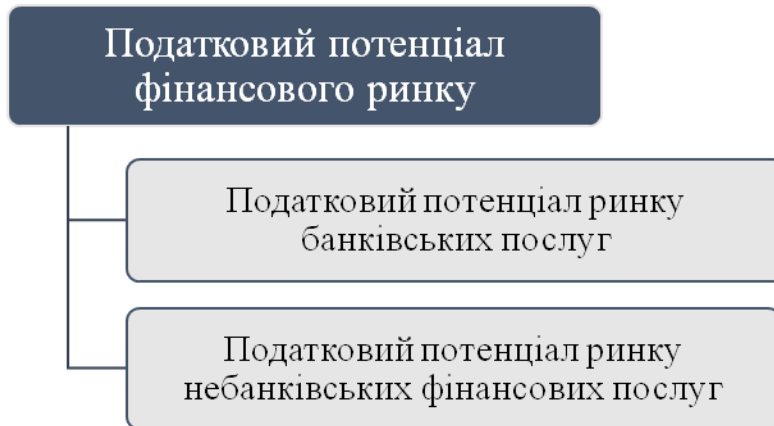 Податковий потенціал
фінансового ринку
Податковий потенціал ринку
банківських послуг
Податковий потенціал ринку
небанківських фінансових послуг